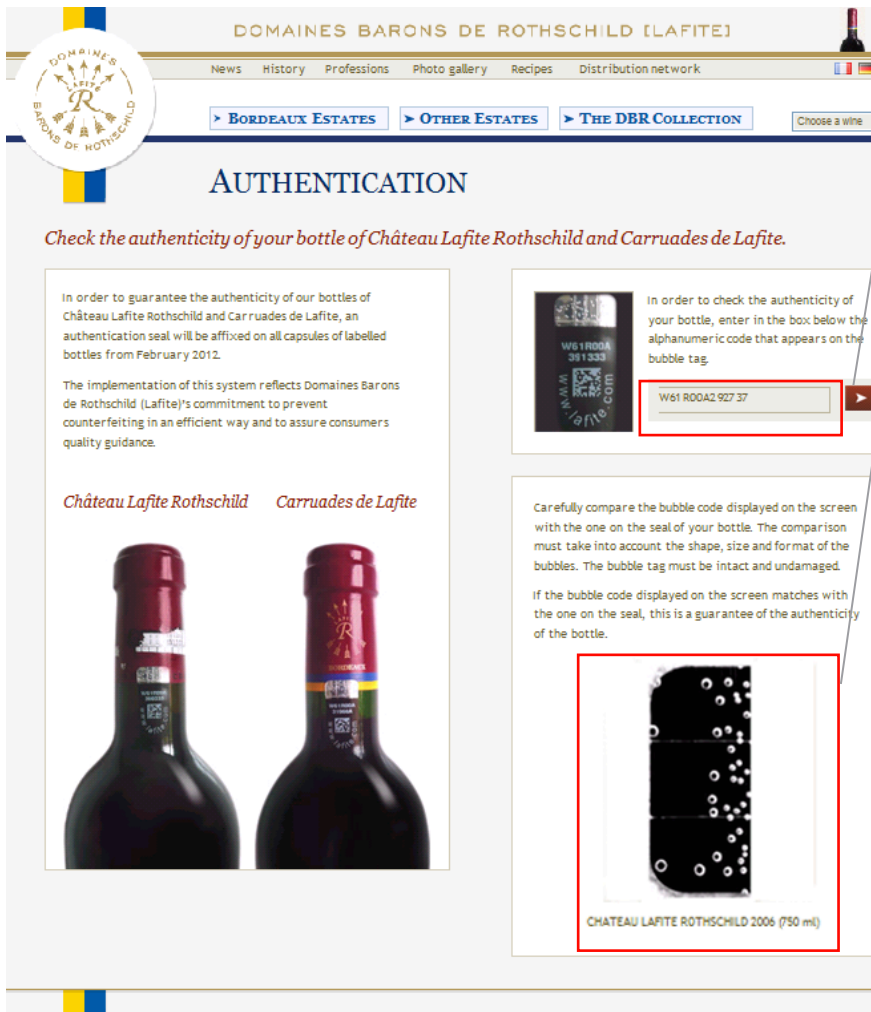 DOMAINES BARONS DE ROTHSCHILD [LAFITE]
DOMAINES
LAFITE
R
BARONS DE ROTHSCHILD
News History Professions Photo gallery Recipes Distribution network
➤ BORDEAUX ESTATES ➤ OTHER ESTATES ➤ THE DBR COLLECTION
Choose a wine
AUTHENTICATION
Check the authenticity of your bottle of Château Lafite Rothschild and Carruades de Lafite.
In order to guarantee the authenticity of our bottles of
Château Lafite Rothschild and Carruades de Lafite, an
authentication seal will be affixed on all capsules of labelled
bottles from February 2012.
The implementation of this system reflects Domaines Barons
de Rothschild (Lafite)'s commitment to prevent
counterfeiting in an efficient way and to assure consumers
quality guidance.
Château Lafite Rothschild Carruades de Lafite
R
BORDEAUX
W61R00A
391333
www.lafite.com
In order to check the authenticity of
your bottle, enter in the box below the
alphanumeric code that appears on the
bubble tag.
W61 R00A2 927 37
Carefully compare the bubble code displayed on the screen
with the one on the seal of your bottle. The comparison
must take into account the shape, size and format of the
bubbles. The bubble tag must be intact and undamaged.
If the bubble code displayed on the screen matches with
the one on the seal, this is a guarantee of the authenticity
of the bottle.
CHATEAU LAFITE ROTHSCHILD 2006 (750 ml)